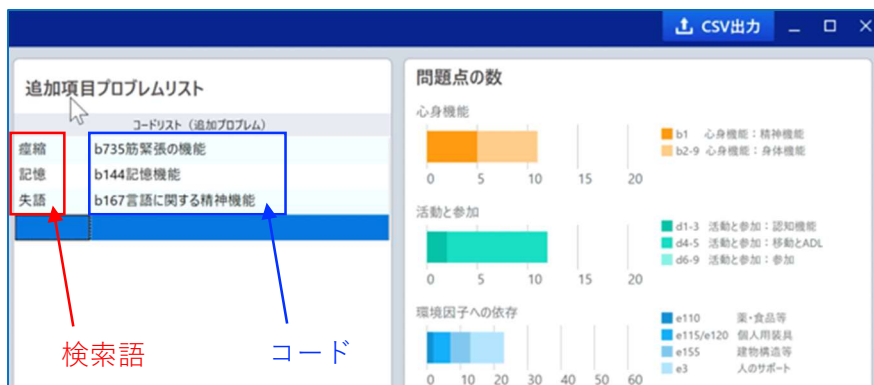 CSV出力
追加項目プロブレムリスト
コードリスト（追加プロブレム）
痙縮 b735筋緊張の機能
記憶 b144記憶機能
失語 b167言語に関する精神機能
検索語
コード
問題点の数
心身機能
0 5 10 15 20
b1 心身機能：精神機能
b2-9 心身機能：身体機能
活動と参加
0 5 10 15 20
d1-3 活動と参加：認知機能
d4-5 活動と参加：移動とADL
d6-9 活動と参加：参加
環境因子への依存
0 10 20 30 40 50 60
e110 薬・食品等
e115/e120 個人用装具
e155 建物構造等
e3 人のサポート